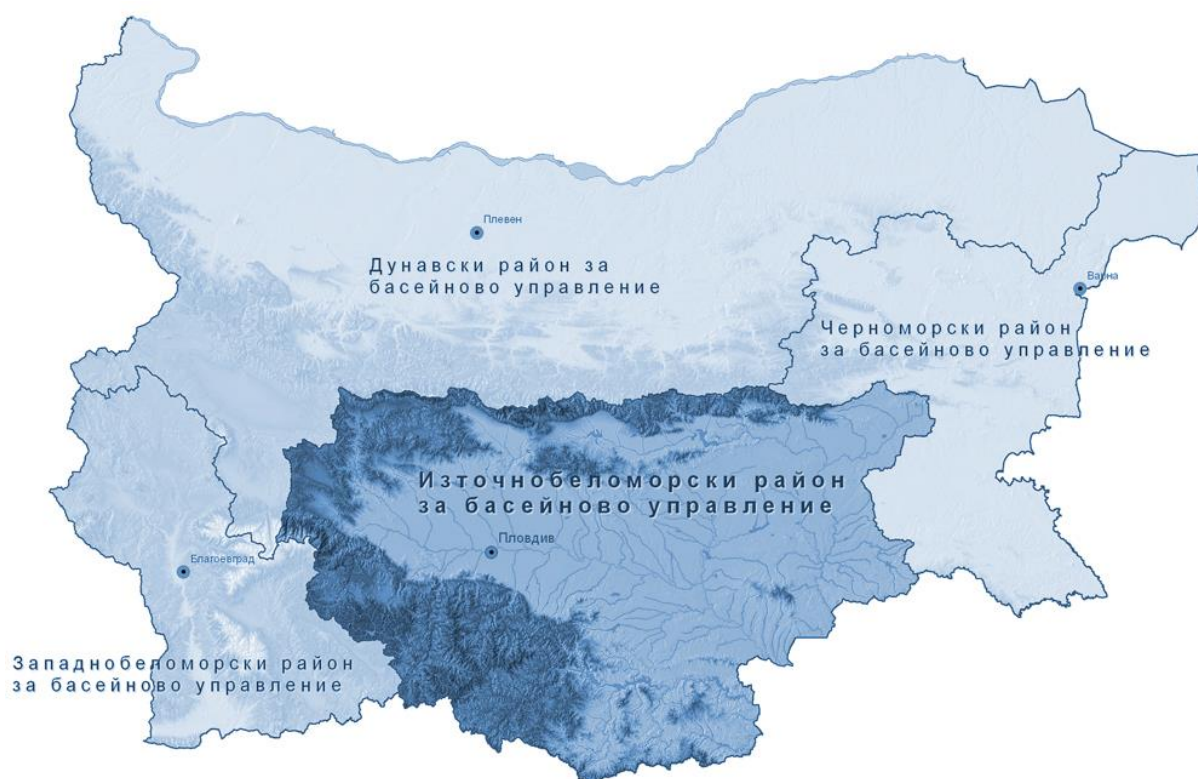 Плевен
Дунавски район за
басейново управление
Варна
Черноморски район
за басейново управление
Източнобеломорски район
за басейново управление
Пловдив
Благоевград
Западнобеломорски район
за басейново управление